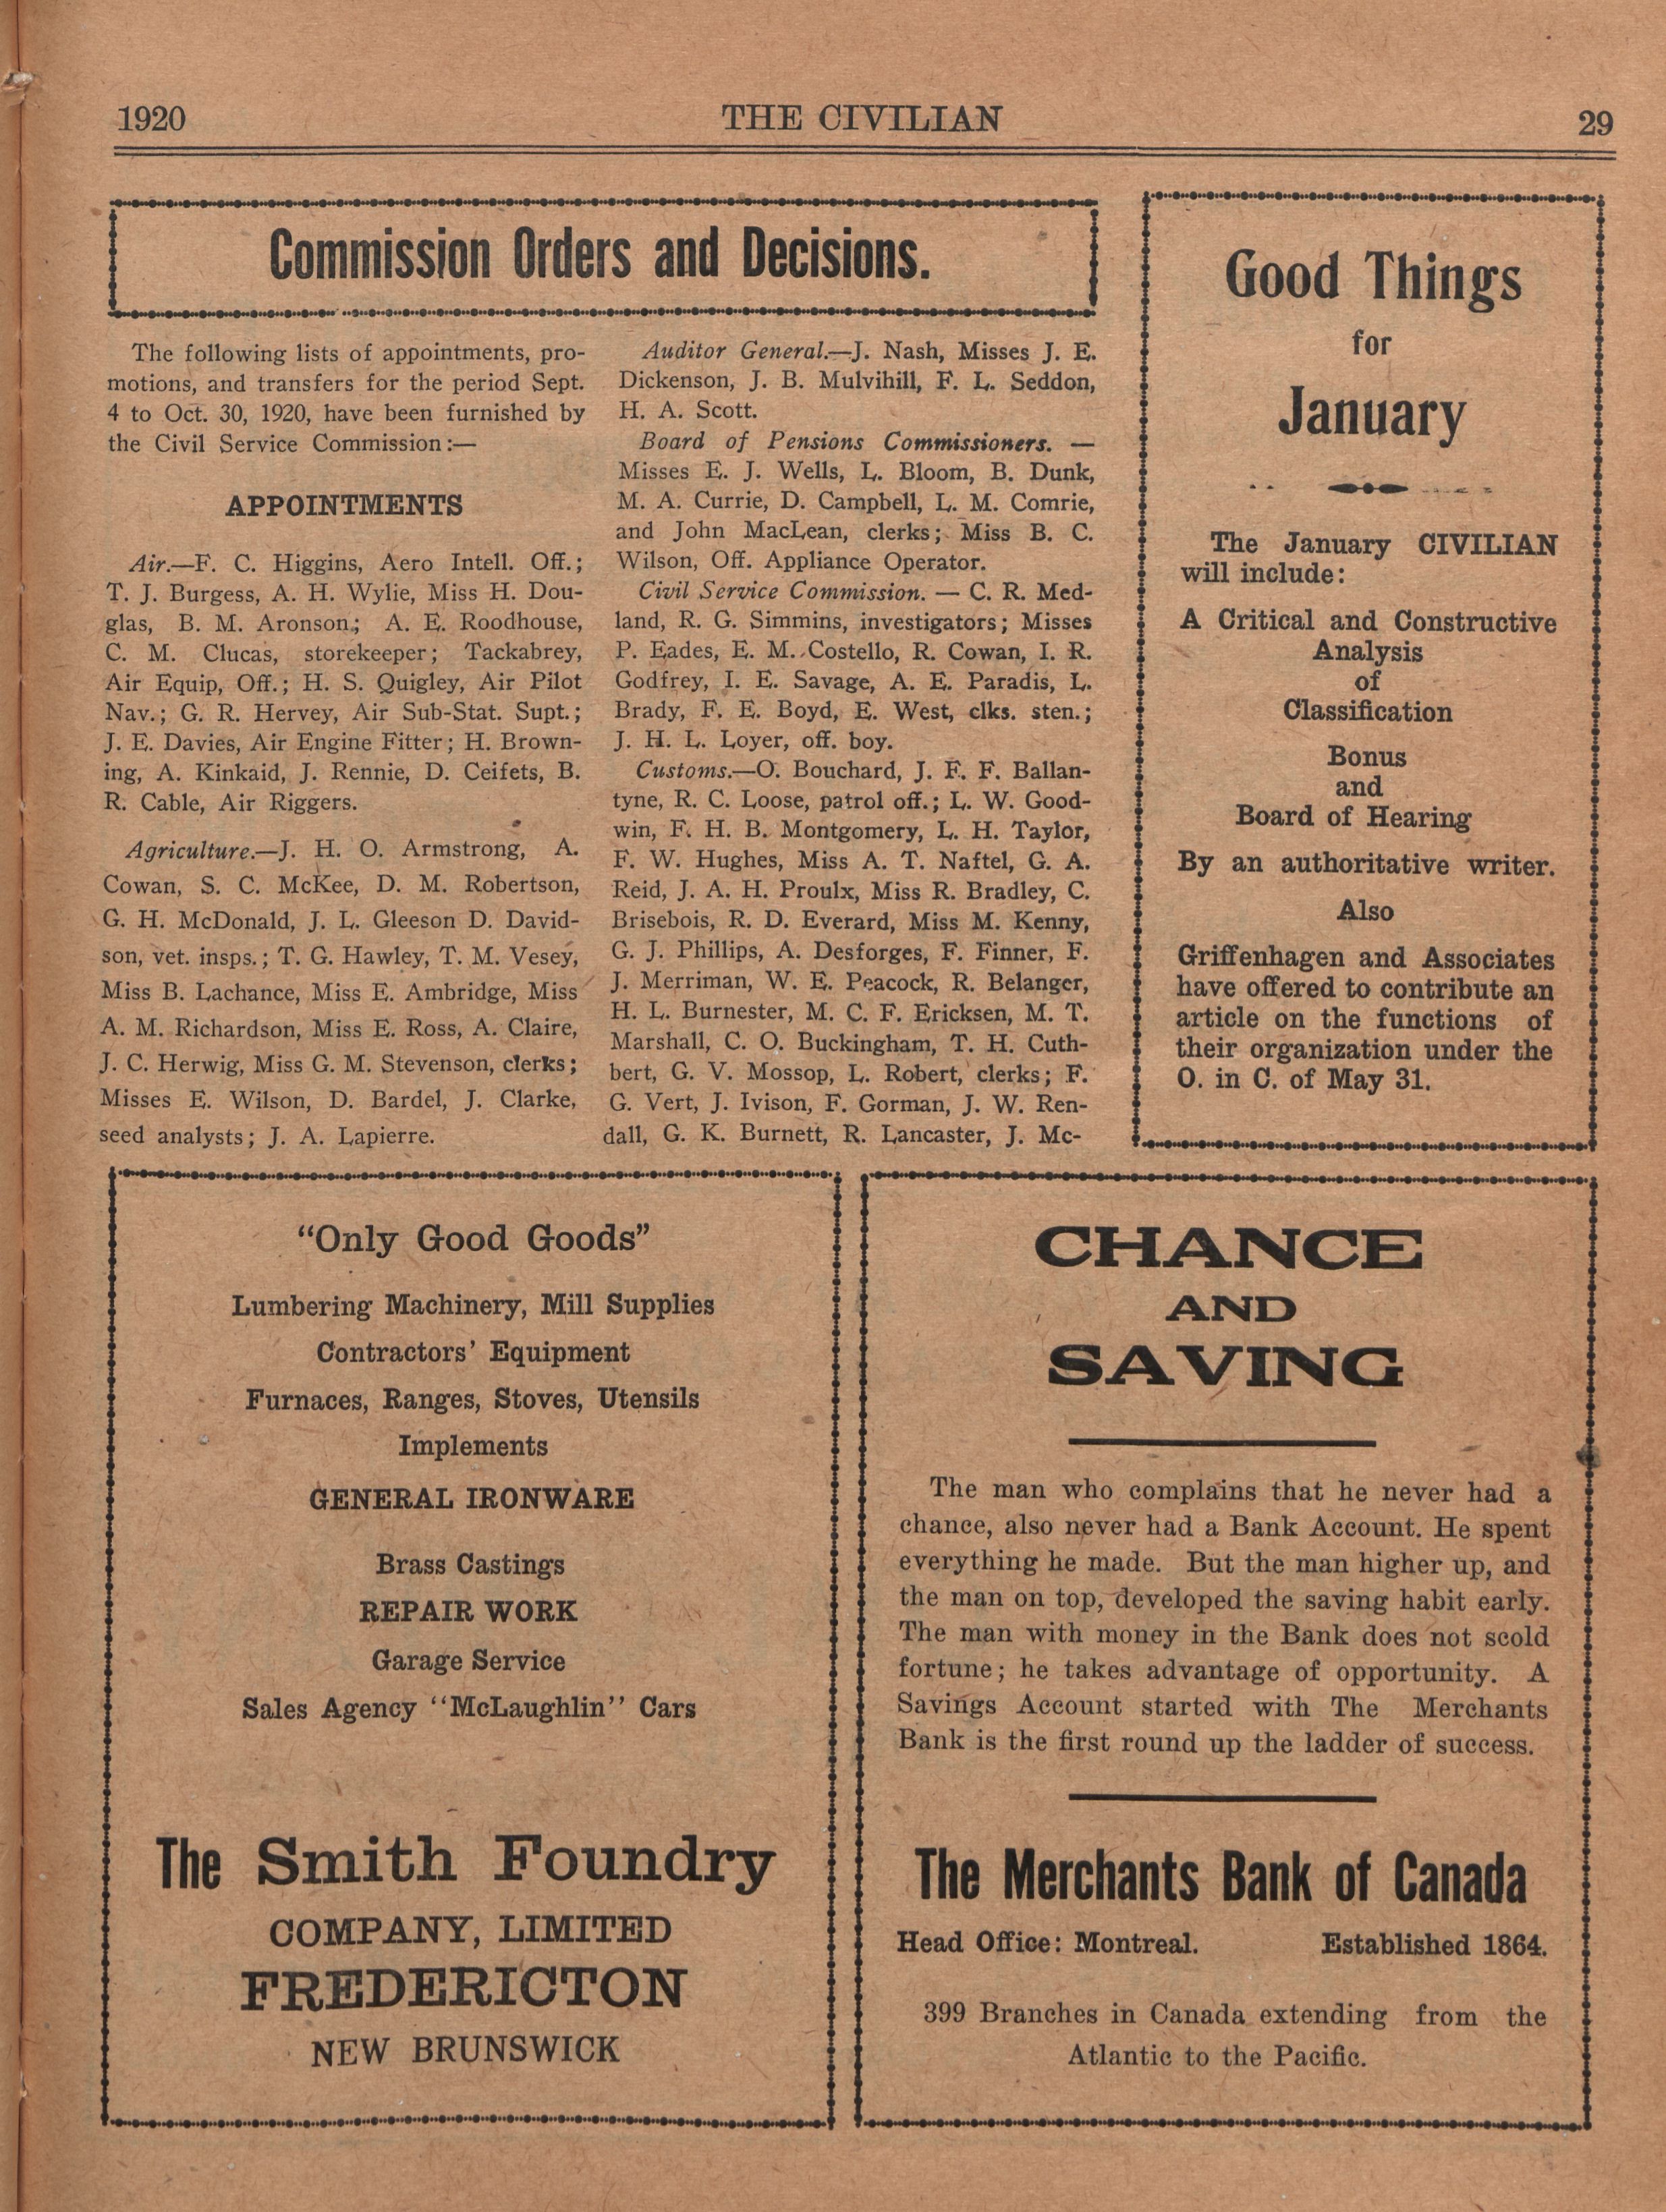 1920
THE CIVILIAN
29
Commission Orders and Decisions.
The following lists of appointments, pro-
motions, and transfers for the period Sept.
4 to Oct. 30, 1920, have been furnished by
the Civil Service Commission:—
APPOINTMENTS
Air.—F. C. Higgins, Aero Intell. Off.;
T. J. Burgess, A. H. Wylie, Miss H. Dou-
glas, B. M. Aronson; A. E. Roodhouse,
C. M. Clucas, storekeeper; Tackabrey,
Air Equip, Off.; H. S. Quigley, Air Pilot
Nav.; G. R. Hervey, Air Sub-Stat. Supt.;
J. E. Davies, Air Engine Fitter; H. Brown-
ing, A. Kinkaid, J. Rennie, D. Ceifets, B.
R. Cable, Air Riggers.
Agriculture.—J. H. O. Armstrong, A.
Cowan, S. C. McKee, D. M. Robertson,
G. H. McDonald, J. L. Gleeson D. David-
son, vet. insps.; T. G. Hawley, T. M. Vesey,
Miss B. Lachance, Miss E. Ambridge, Miss
A. M. Richardson, Miss E. Ross, A. Claire,
J. C. Herwig, Miss G. M. Stevenson, clerks;
Misses E. Wilson, D. Bardel, J. Clarke,
seed analysts; J. A. Lapierre.
Auditor General.—J. Nash, Misses J. E.
Dickenson, J. B. Mulvihill, F. L. Seddon,
H. A. Scott.
Board of Pensions Commissioners. —
Misses E. J. Wells, L. Bloom, B. Dunk,
M. A. Currie, D. Campbell, L. M. Comrie,
and John MacLean, clerks; Miss B. C.
Wilson, Off. Appliance Operator.
Civil Service Commission. — C. R. Med-
land, R. G. Simmins, investigators; Misses
P. Eades, E. M. Costello, R. Cowan, I. R.
Godfrey, I. E. Savage, A. E. Paradis, L.
Brady, F. E. Boyd, E. West, clks. sten.;
J. H. L. Loyer, off. boy.
Customs.—O. Bouchard, J. F. F. Ballan-
tyne, R. C. Loose, patrol off.; L. W. Good-
win, F. H. B. Montgomery, L. H. Taylor,
F. W. Hughes, Miss A. T. Naftel, G. A.
Reid, J. A. H. Proulx, Miss R. Bradley, C.
Brisebois, R. D. Everard, Miss M. Kenny,
G. J. Phillips, A. Desforges, F. Finner, F.
J. Merriman, W. E. Peacock, R. Belanger,
H. L. Burnester, M. C. F. Ericksen, M. T.
Marshall, C. O. Buckingham, T. H. Cuth-
bert, G. V. Mossop, L. Robert, clerks; F.
G. Vert, J. Ivison, F. Gorman, J. W. Ren-
dall, G. K. Burnett, R. Lancaster, J. Mc-
Good Things
for
January
The January CIVILIAN
will include:
A Critical and Constructive
Analysis
of
Classification
Bonus
and
Board of Hearing
By an authoritative writer.
Also
Griffenhagen and Associates
have offered to contribute an
article on the functions of
their organization under the
O. in C. of May 31.
"Only Good Goods"
Lumbering Machinery, Mill Supplies
Contractors' Equipment
Furnaces, Ranges, Stoves, Utensils
Implements
GENERAL IRONWARE
Brass Castings
REPAIR WORK
Garage Service
Sales Agency "McLaughlin" Cars
The Smith Foundry
COMPANY, LIMITED
FREDERICTON
NEW BRUNSWICK
CHANCE
AND
SAVING
The man who complains that he never had a
chance, also never had a Bank Account. He spent
everything he made. But the man higher up, and
the man on top, developed the saving habit early.
The man with money in the Bank does not scold
fortune; he takes advantage of opportunity. A
Savings Account started with The Merchants
Bank is the first round up the ladder of success.
The Merchants Bank of Canada
Head Office: Montreal. Established 1864.
399 Branches in Canada extending from the
Atlantic to the Pacific.